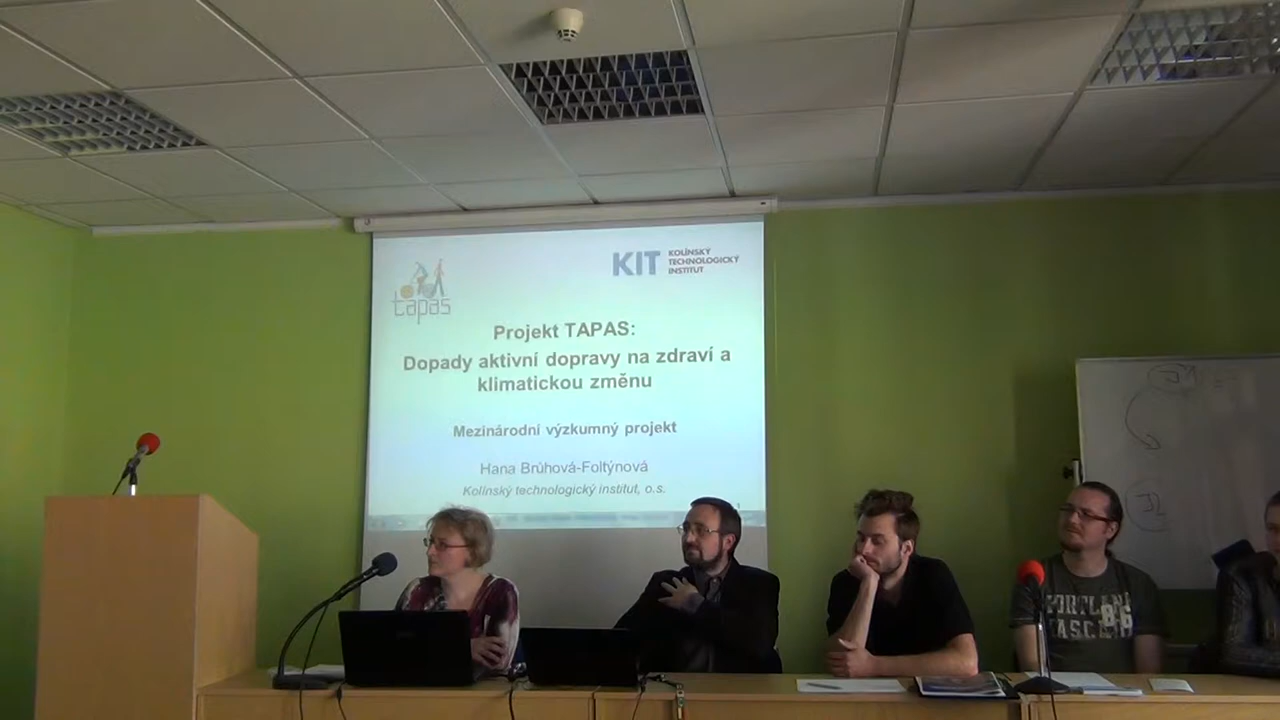 tapas
KIT
KOLÍNSKÝ
TECHNOLOGICKÝ
INSTITUT
Projekt TAPAS:
Dopady aktivní dopravy na zdraví a
klimatickou změnu
Mezinárodní výzkumný projekt
Hana Brůhová-Foltýnová
Kolínský technologický institut, o.s.
86